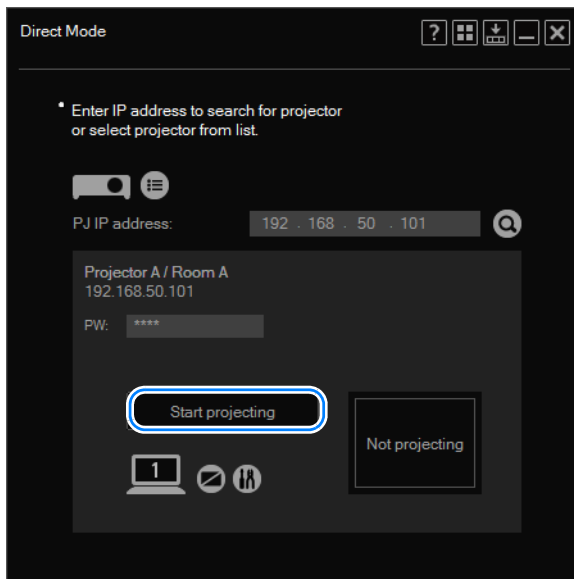 Direct Mode
?
* Enter IP address to search for projector
or select projector from list.
PJ IP address: 192 . 168 . 50 . 101
Projector A / Room A
192.168.50.101
PW: ****
Start projecting
Not projecting
1